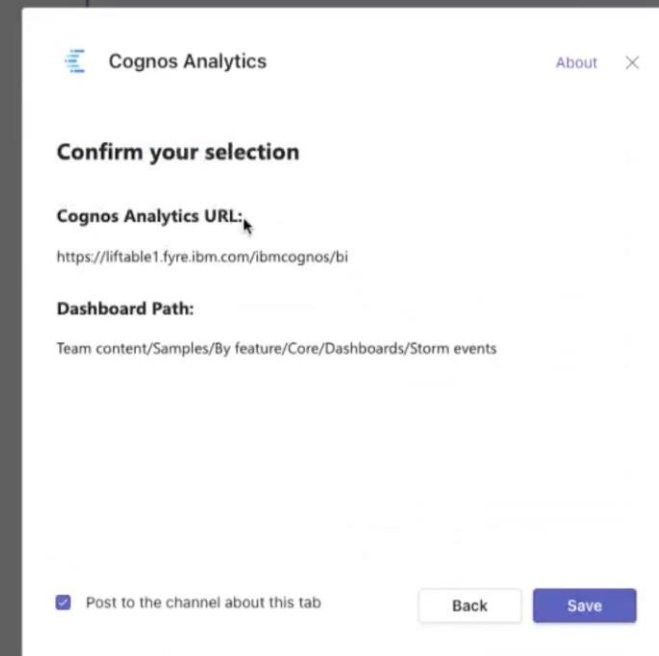 Cognos Analytics
About
Confirm your selection
Cognos Analytics URL:
https://liftable1.fyre.ibm.com/ibmcognos/bi
Dashboard Path:
Team content/Samples/By feature/Core/Dashboards/Storm events
Post to the channel about this tab
Back
Save